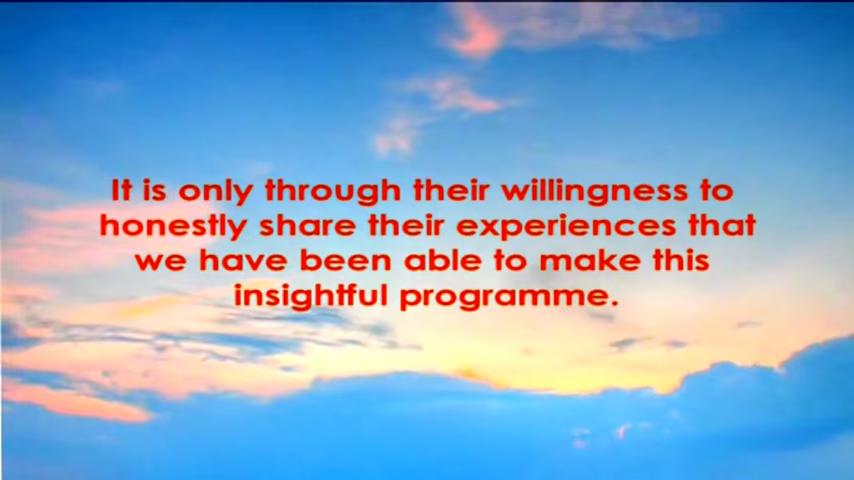 It is only through their willingness to
honestly share their experiences that
we have been able to make this
insightful programme.